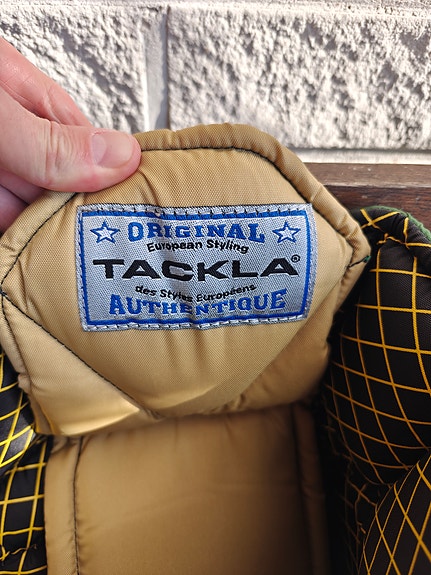 ORIGINAL
European Styling
TACKLA®
des Styles Européens
AUTHENTIQUE